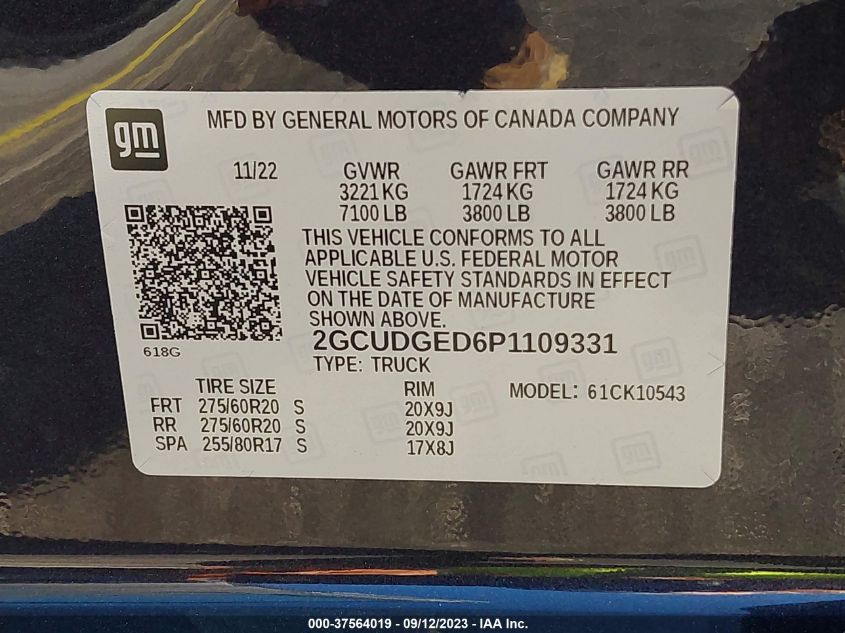 gm
MFD BY GENERAL MOTORS OF CANADA COMPANY
11/22 GVWR GAWR FRT GAWR RR
3221 KG 1724 KG 1724 KG
7100 LB 3800 LB 3800 LB
THIS VEHICLE CONFORMS TO ALL
APPLICABLE U.S. FEDERAL MOTOR
VEHICLE SAFETY STANDARDS IN EFFECT
ON THE DATE OF MANUFACTURE
SHOWN ABOVE.
618G
2GCUDGED6P1109331
TYPE: TRUCK
TIRE SIZE RIM MODEL: 61CK10543
FRT 275/60R20 S 20X9J
RR 275/60R20 S 20X9J
SPA 255/80R17 S 17X8J
000-37564019 - 09/12/2023 - IAA Inc.